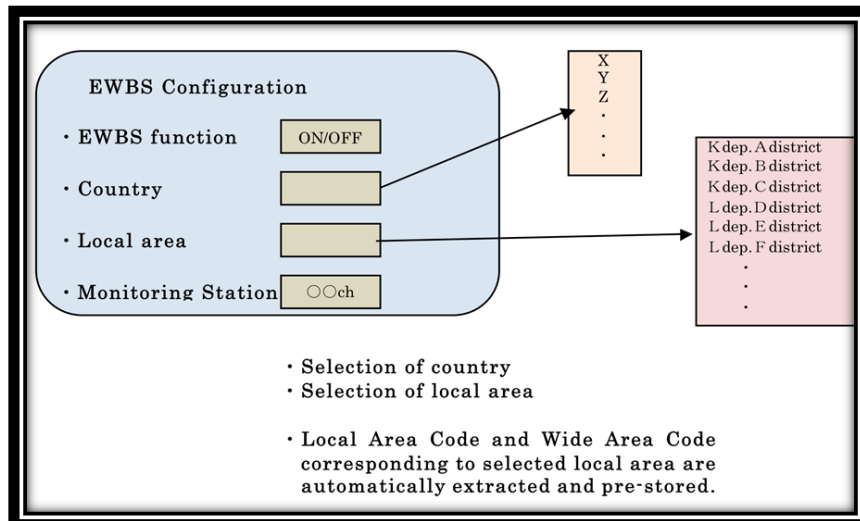 EWBS Configuration
・EWBS function
ON/OFF
・Country
・Local area
・Monitoring Station
○○ch
X
Y
Z
・
・
・
K dep. A district
K dep. B district
K dep. C district
L dep. D district
L dep. E district
L dep. F district
・
・
・
・Selection of country
・Selection of local area
・Local Area Code and Wide Area Code
corresponding to selected local area are
automatically extracted and pre-stored.